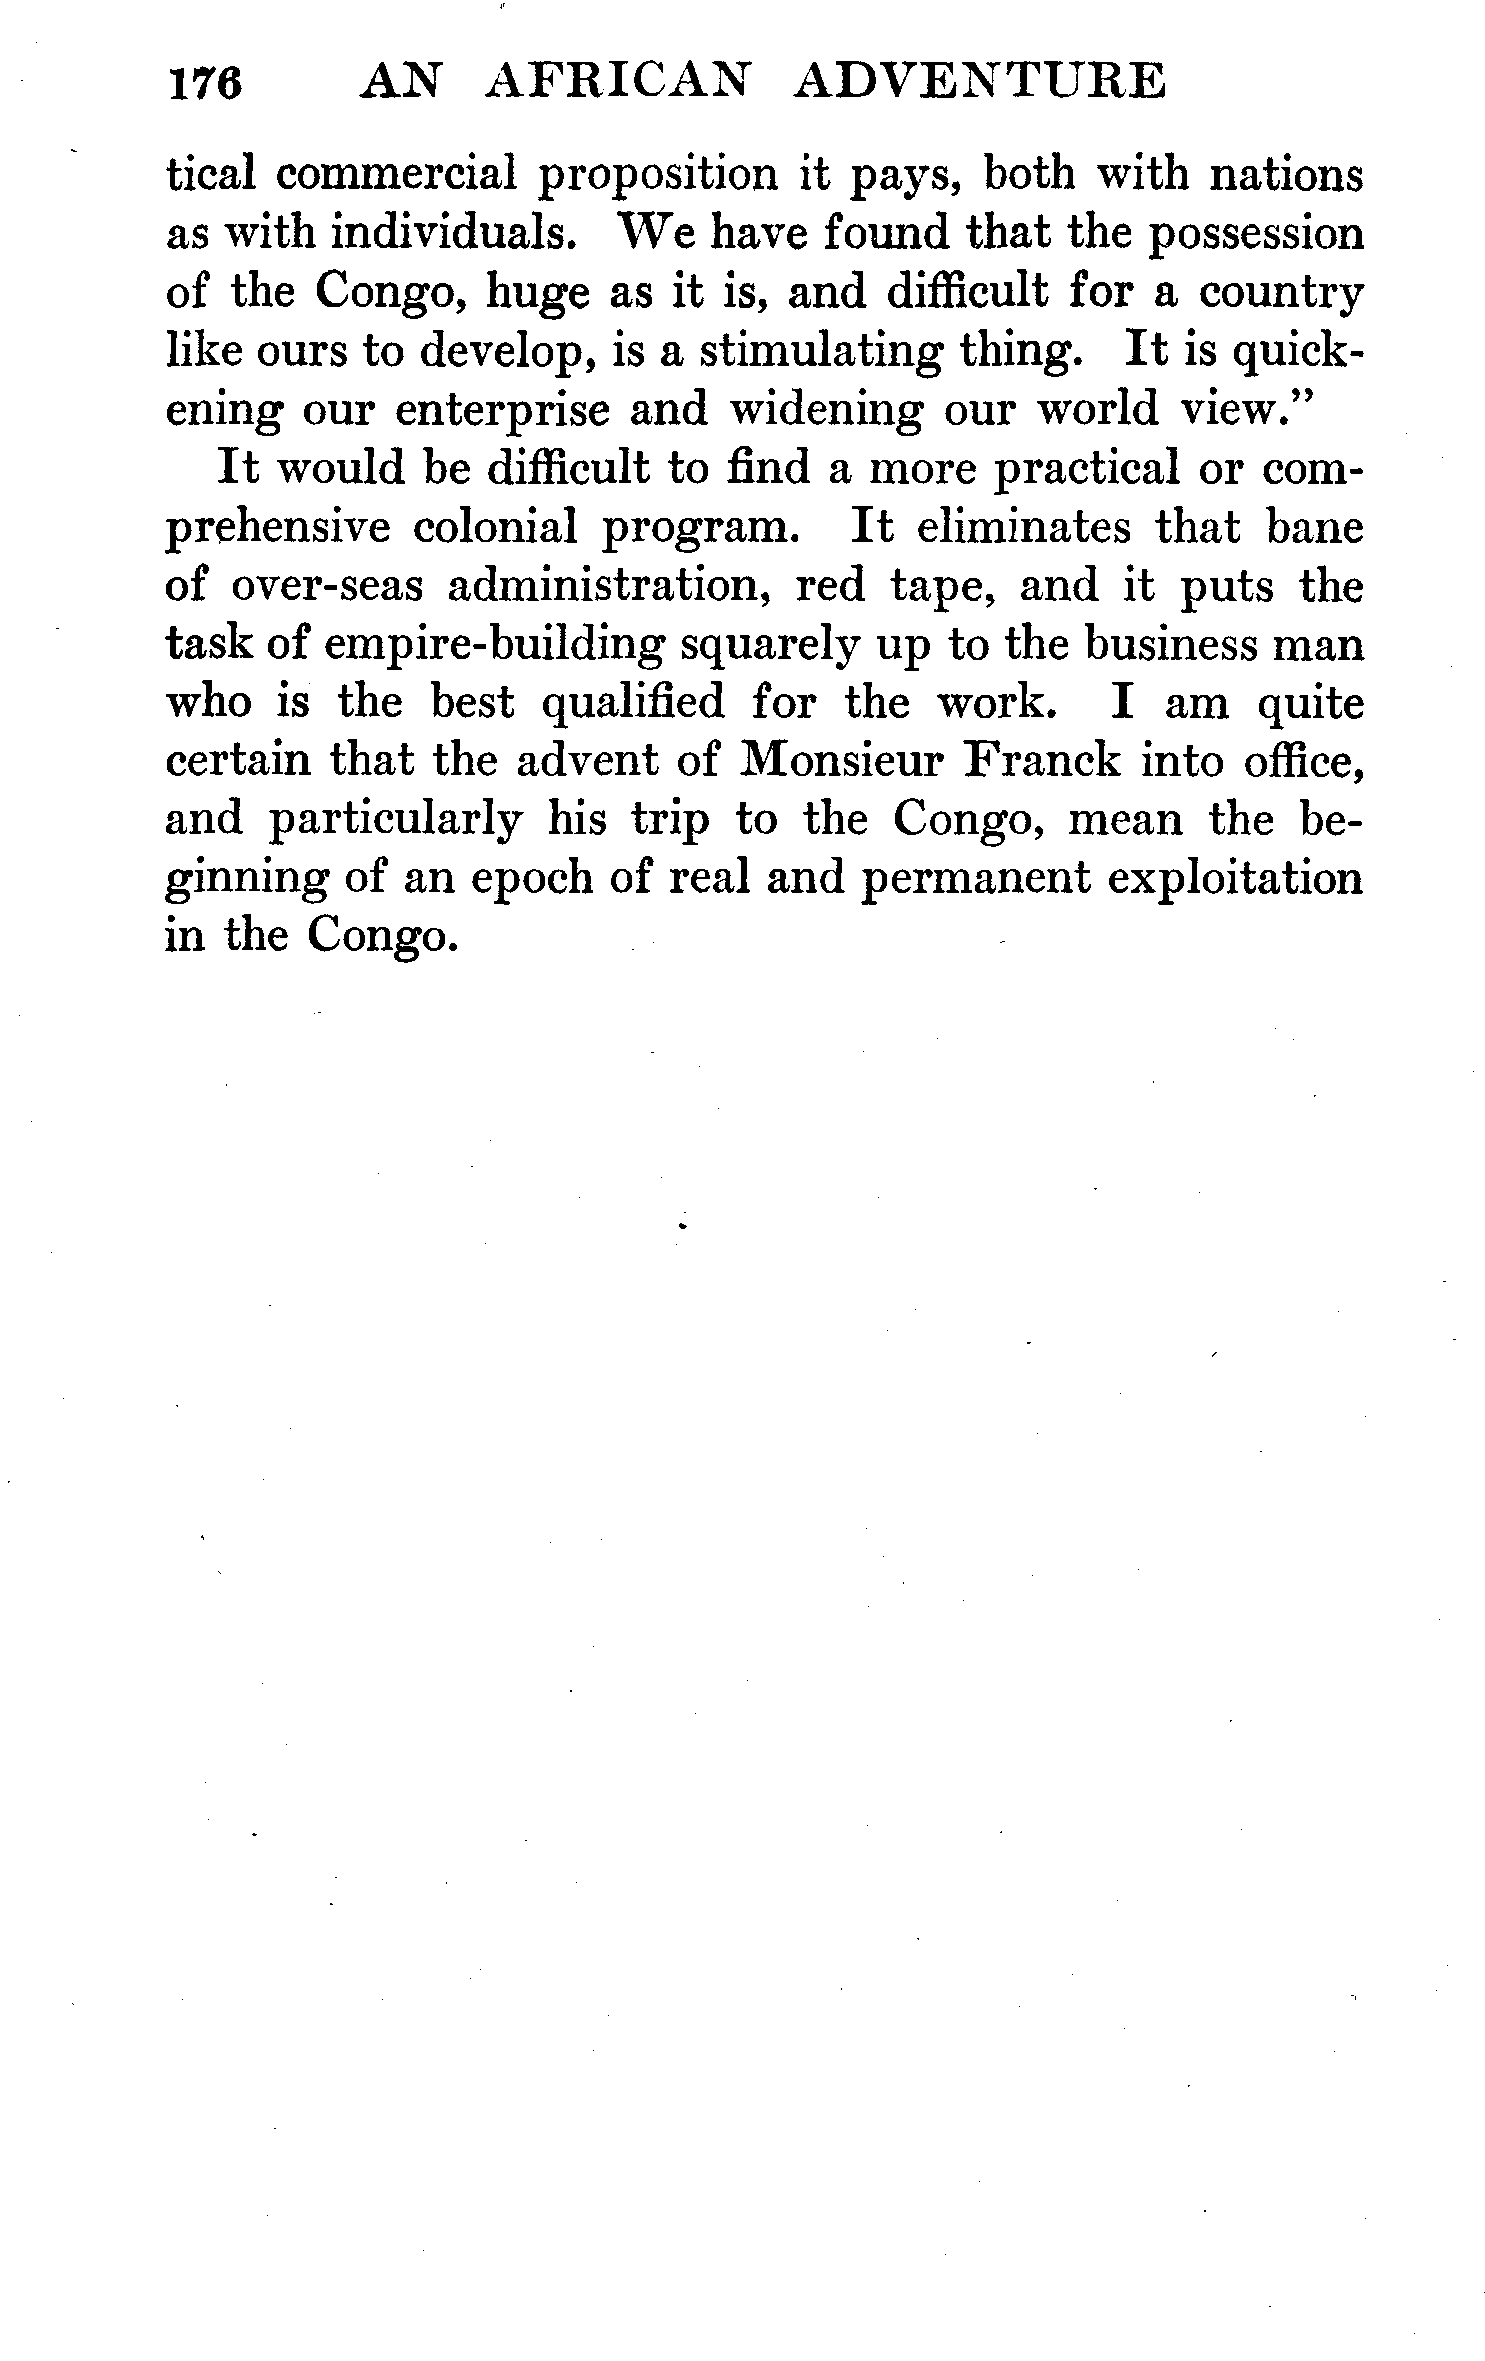 176 AN AFRICAN ADVENTURE
tical commercial proposition it pays, both with nations
as with individuals. We have found that the possession
of the Congo, huge as it is, and difficult for a country
like ours to develop, is a stimulating thing. It is quick-
ening our enterprise and widening our world view.”
It would be difficult to find a more practical or com-
prehensive colonial program. It eliminates that bane
of over-seas administration, red tape, and it puts the
task of empire-building squarely up to the business man
who is the best qualified for the work. I am quite
certain that the advent of Monsieur Franck into office,
and particularly his trip to the Congo, mean the be-
ginning of an epoch of real and permanent exploitation
in the Congo.